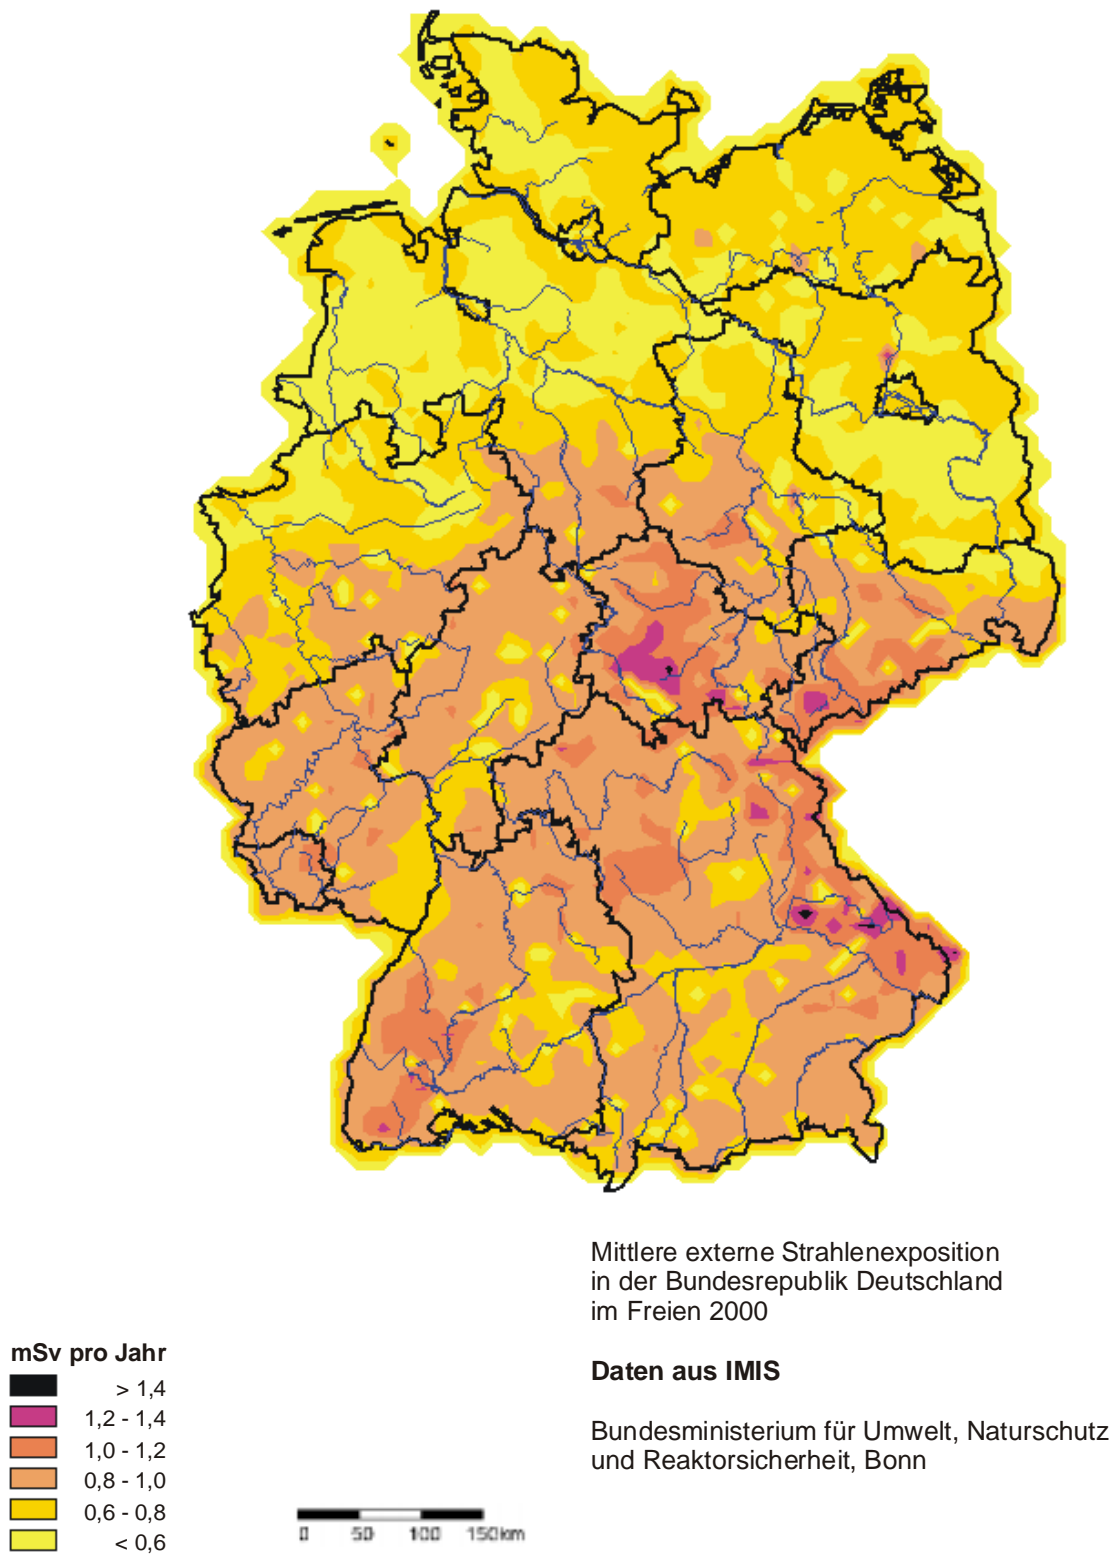 Mittlere externe Strahlenexposition
in der Bundesrepublik Deutschland
im Freien 2000
Daten aus IMIS
Bundesministerium für Umwelt, Naturschutz
und Reaktorsicherheit, Bonn
mSv pro Jahr
> 1,4
1,2 - 1,4
1,0 - 1,2
0,8 - 1,0
0,6 - 0,8
< 0,6
0 50 100 150km